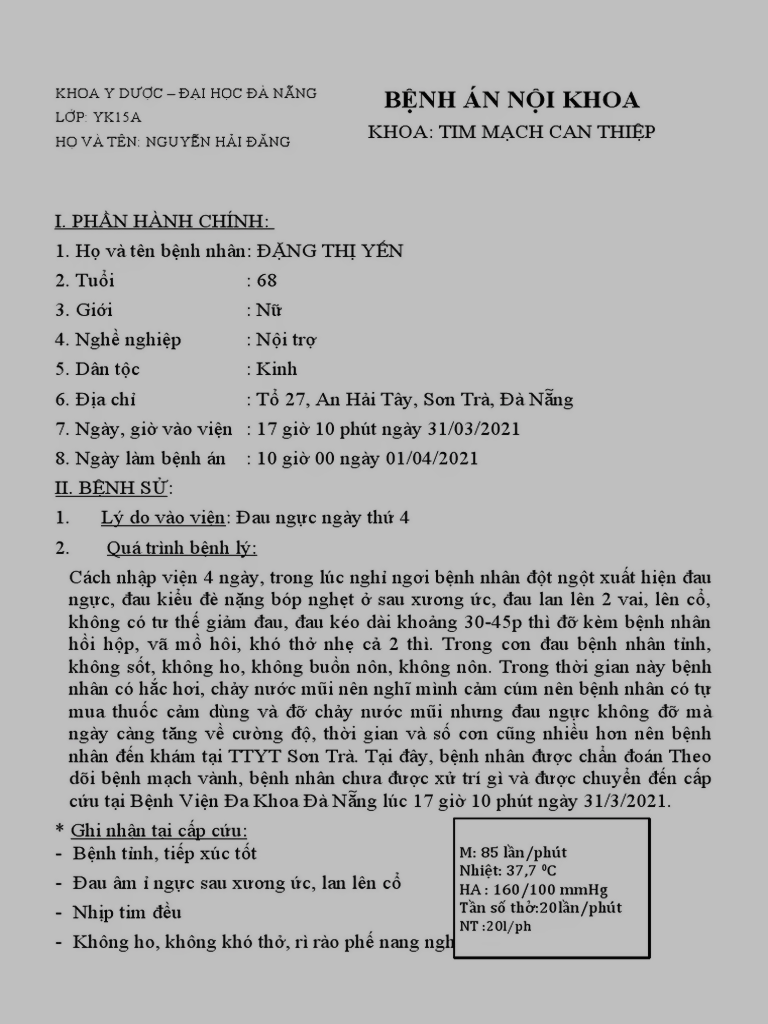 KHOA Y DƯỢC – ĐẠI HỌC ĐÀ NẴNG
LỚP: YK15A
HỌ VÀ TÊN: NGUYỄN HẢI ĐĂNG
BỆNH ÁN NỘI KHOA
KHOA: TIM MẠCH CAN THIỆP
I. PHẦN HÀNH CHÍNH:
1. Họ và tên bệnh nhân: ĐẶNG THỊ YẾN
2. Tuổi : 68
3. Giới : Nữ
4. Nghề nghiệp : Nội trợ
5. Dân tộc : Kinh
6. Địa chỉ : Tổ 27, An Hải Tây, Sơn Trà, Đà Nẵng
7. Ngày, giờ vào viện : 17 giờ 10 phút ngày 31/03/2021
8. Ngày làm bệnh án : 10 giờ 00 ngày 01/04/2021
II. BỆNH SỬ:
1. Lý do vào viện: Đau ngực ngày thứ 4
2. Quá trình bệnh lý:
Cách nhập viện 4 ngày, trong lúc nghỉ ngơi bệnh nhân đột ngột xuất hiện đau
ngực, đau kiểu đè nặng bóp nghẹt ở sau xương ức, đau lan lên 2 vai, lên cổ,
không có tư thế giảm đau, đau kéo dài khoảng 30-45p thì đỡ kèm bệnh nhân
hồi hộp, vã mồ hôi, khó thở nhẹ cả 2 thì. Trong cơn đau bệnh nhân tỉnh,
không sốt, không ho, không buồn nôn, không nôn. Trong thời gian này bệnh
nhân có hắc hơi, chảy nước mũi nên nghĩ mình cảm cúm nên bệnh nhân có tự
mua thuốc cảm dùng và đỡ chảy nước mũi nhưng đau ngực không đỡ mà
ngày càng tăng về cường độ, thời gian và số cơn cũng nhiều hơn nên bệnh
nhân đến khám tại TTYT Sơn Trà. Tại đây, bệnh nhân được chẩn đoán Theo
dõi bệnh mạch vành, bệnh nhân chưa được xử trí gì và được chuyển đến cấp
cứu tại Bệnh Viện Đa Khoa Đà Nẵng lúc 17 giờ 10 phút ngày 31/3/2021.
* Ghi nhận tại cấp cứu:
- Bệnh tỉnh, tiếp xúc tốt
- Đau âm ỉ ngực sau xương ức, lan lên cổ
- Nhịp tim đều
- Không ho, không khó thở, rì rào phế nang ngh
M: 85 lần/phút
Nhiệt: 37,7 ⁰C
HA : 160/100 mmHg
Tần số thở:20lần/phút
NT :20l/ph